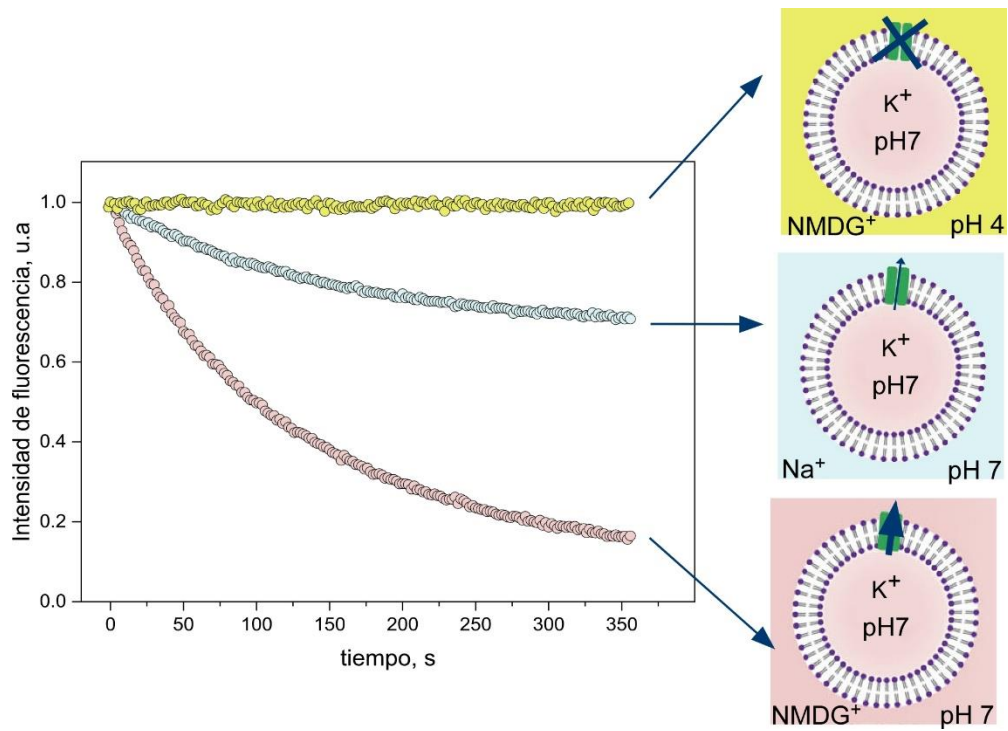 Intensidad de fluorescencia, u.a
1.0
0.8
0.6
0.4
0.2
0.0
0 50 100 150 200 250 300 350
tiempo, s
K⁺
pH7
NMDG⁺ pH 4
K⁺
pH7
Na⁺ pH 7
K⁺
pH7
NMDG⁺ pH 7